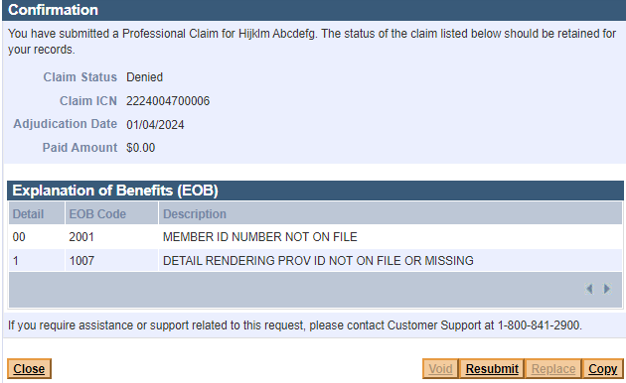 Confirmation
You have submitted a Professional Claim for Hijklm Abcdefg. The status of the claim listed below should be retained for
your records.
Claim Status Denied
Claim ICN 2224004700006
Adjudication Date 01/04/2024
Paid Amount $0.00
Explanation of Benefits (EOB)
Detail EOB Code Description
00 2001 MEMBER ID NUMBER NOT ON FILE
1 1007 DETAIL RENDERING PROV ID NOT ON FILE OR MISSING
If you require assistance or support related to this request, please contact Customer Support at 1-800-841-2900.
Close Void Resubmit Replace Copy